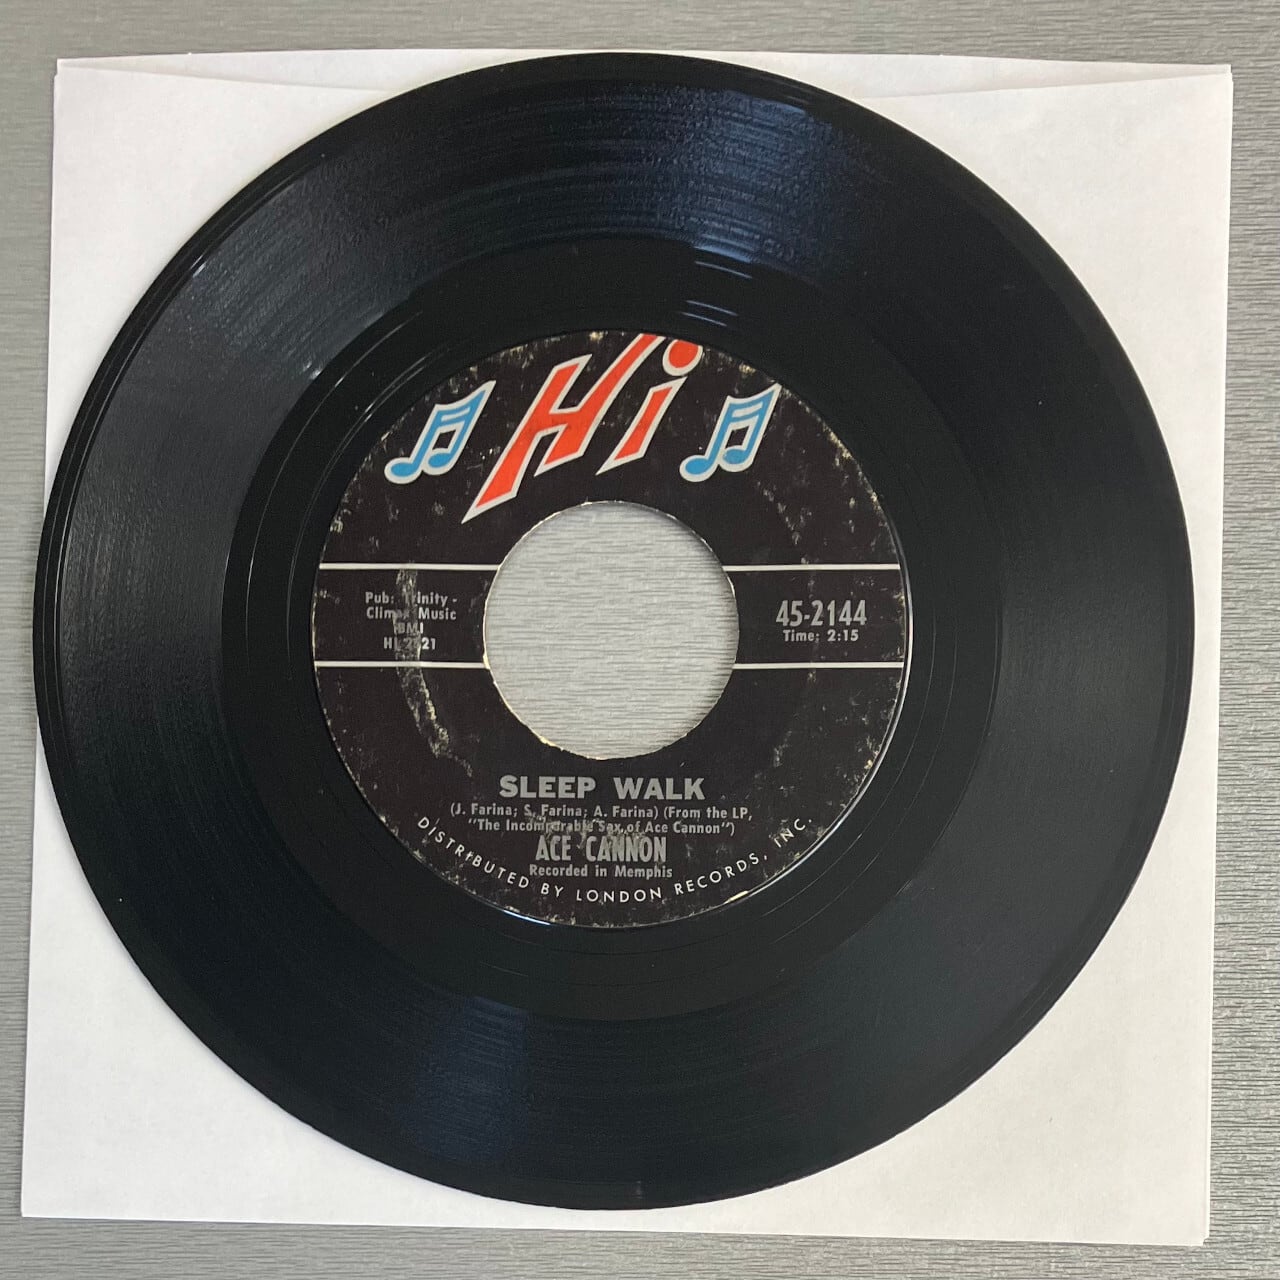 Hi
Pub: Trinity -
Climax Music
BMI
45-2144
Time: 2:15
SLEEP WALK
(J. Farina; S. Farina; A. Farina) (From the LP,
"The Incomparable Sax of Ace Cannon")
ACE CANNON
Recorded in Memphis
DISTRIBUTED BY LONDON RECORDS, INC.